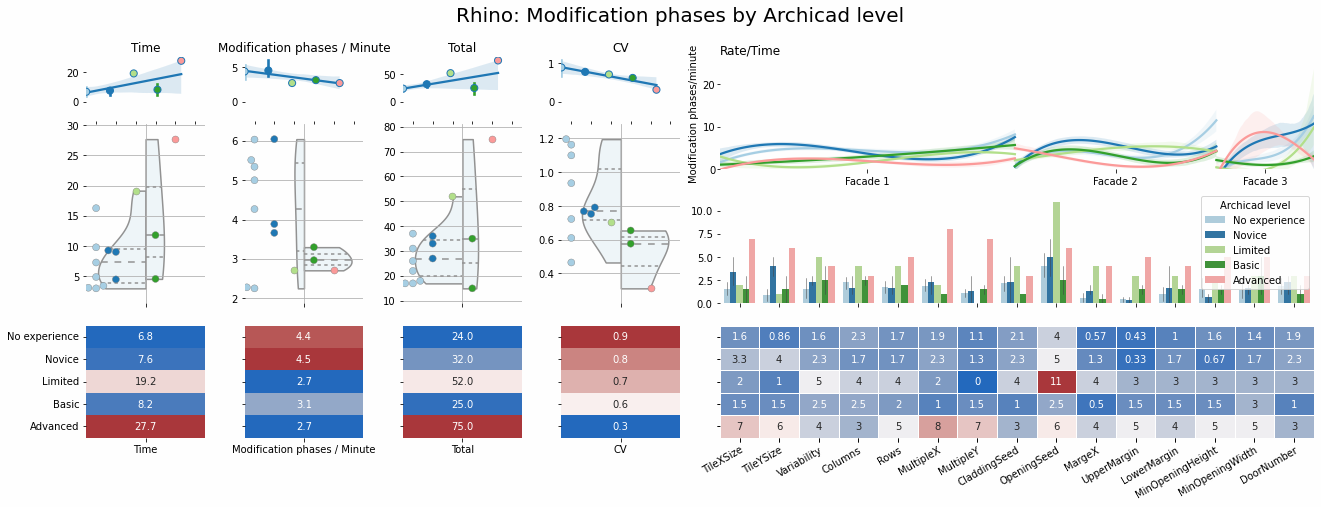 Rhino: Modification phases by Archicad level
Time
Modification phases / Minute
Total
CV
Rate/Time
20
0
5
0
50
0
1
0
Modification phases/minute
20
10
0
Facade 1
Facade 2
Facade 3
30
25
20
15
10
5
6
5
4
3
2
80
70
60
50
40
30
20
10
1.2
1.0
0.8
0.6
0.4
10.0
7.5
5.0
2.5
0.0
Archicad level
No experience
Novice
Limited
Basic
Advanced
No experience 6.8 4.4 24.0 0.9 1.6 0.86 1.6 2.3 1.7 1.9 1.1 2.1 4 0.57 0.43 1 1.6 1.4 1.9
Novice 7.6 4.5 32.0 0.8 3.3 4 2.3 1.7 1.7 2.3 1.3 2.3 5 1.3 0.33 1.7 0.67 1.7 2.3
Limited 19.2 2.7 52.0 0.7 2 1 5 4 4 2 0 4 11 4 3 3 3 3 3
Basic 8.2 3.1 25.0 0.6 1.5 1.5 2.5 2.5 2 1 1.5 1 2.5 0.5 1.5 1.5 1.5 3 1
Advanced 27.7 2.7 75.0 0.3 7 6 4 3 5 8 7 3 6 4 5 4 5 5 3
Time
Modification phases / Minute
Total
CV
TileXSize
TileYSize
Variability
Columns
Rows
MultipleX
MultipleY
CladdingSeed
OpeningSeed
MargeX
UpperMargin
LowerMargin
MinOpeningHeight
MinOpeningWidth
DoorNumber